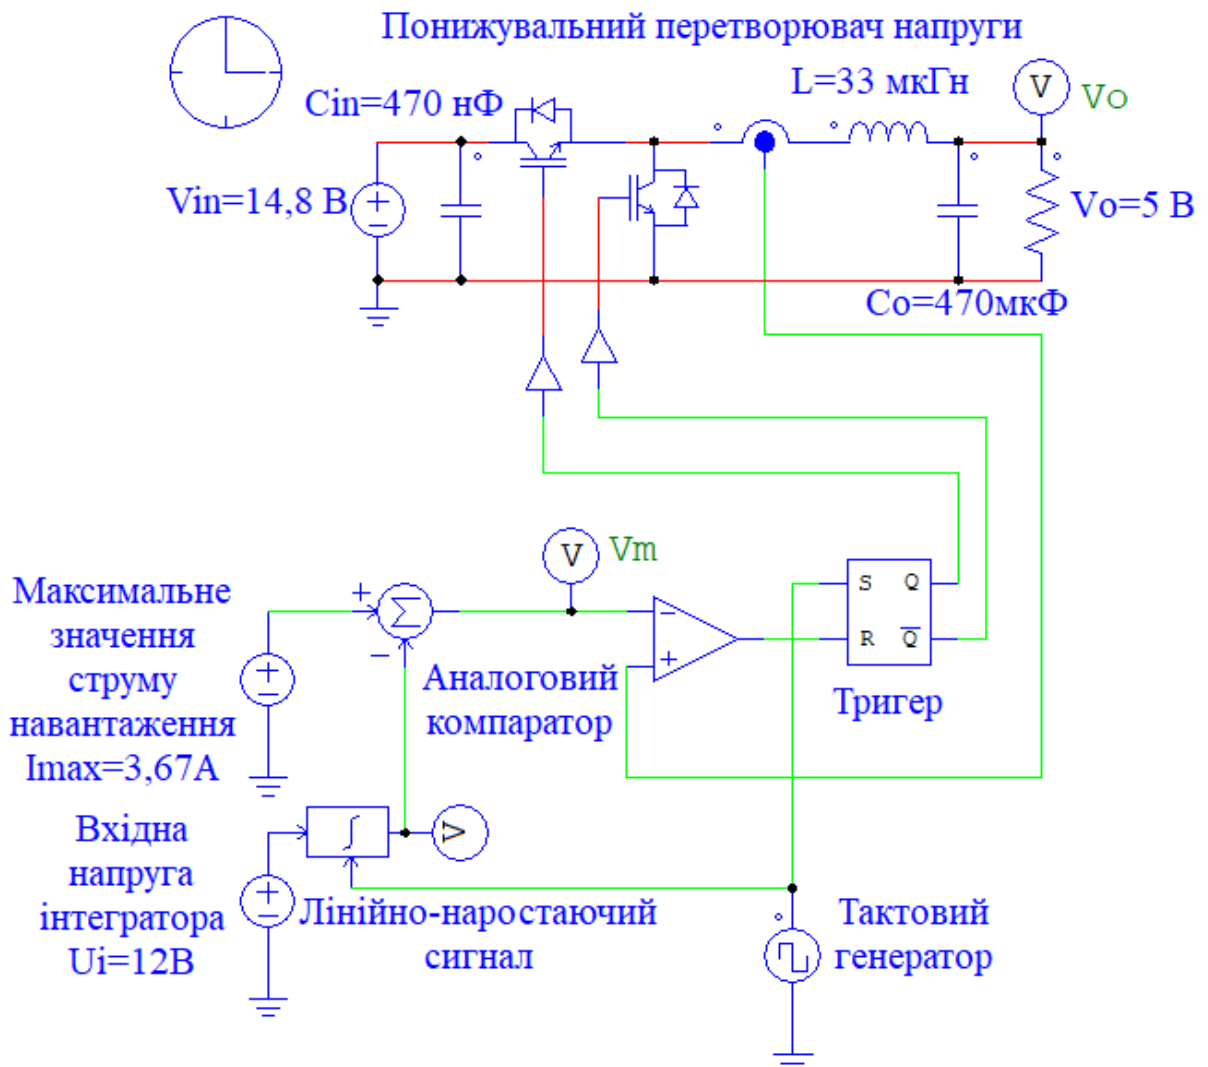 Понижувальний перетворювач напруги
Cin=470 нФ
L=33 мкГн
V
Vo
Vin=14,8 В
Vo=5 В
Co=470мкФ
V
Vm
Максимальне
значення
струму
навантаження
Imax=3,67А
+
−
Σ
Аналоговий
компаратор
−
+
S Q
R Q̅
Тригер
Вхідна
напруга
інтегратора
Ui=12В
∫
V
Лінійно-наростаючий
сигнал
Тактовий
генератор